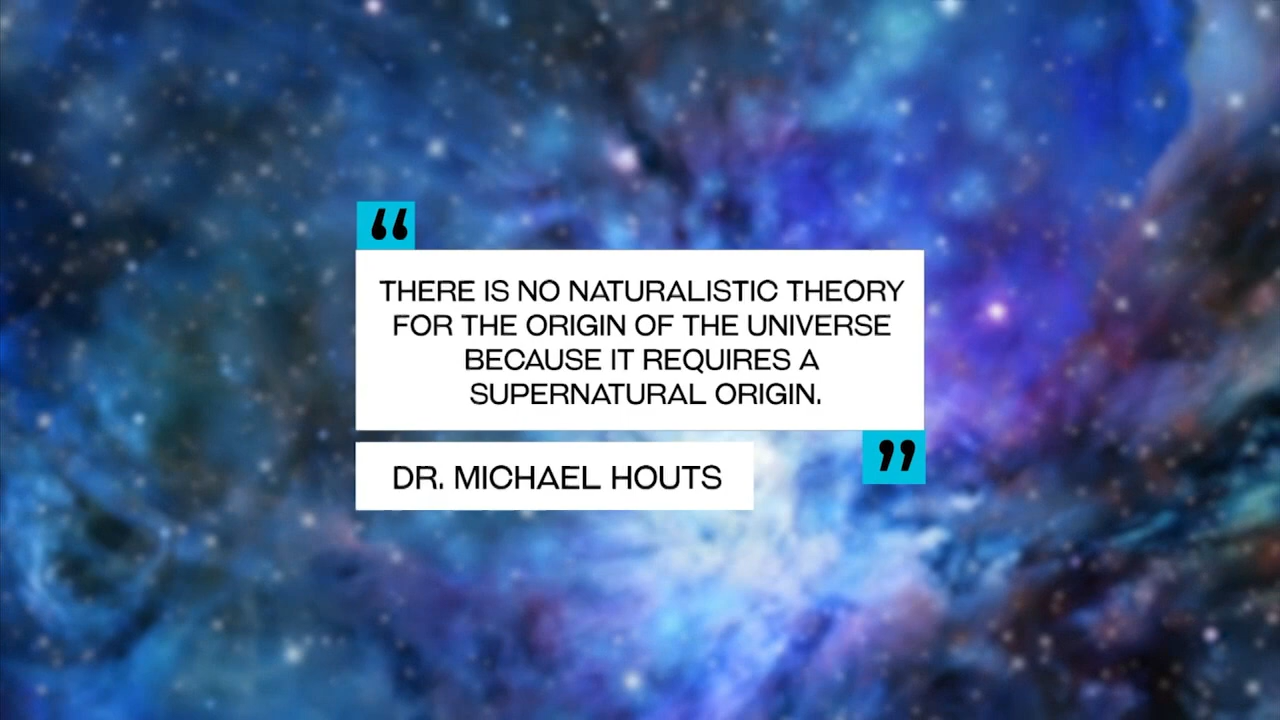 “
THERE IS NO NATURALISTIC THEORY
FOR THE ORIGIN OF THE UNIVERSE
BECAUSE IT REQUIRES A
SUPERNATURAL ORIGIN.
”
DR. MICHAEL HOUTS